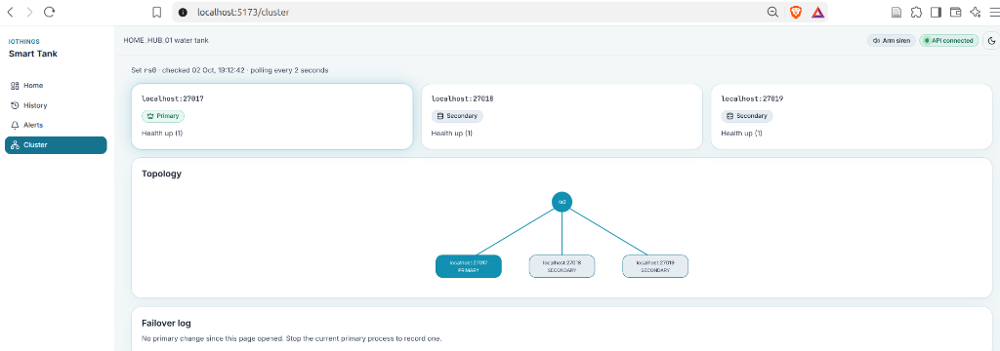 localhost:5173/cluster
IOTHINGS
Smart Tank
Home
History
Alerts
Cluster
HOME_HUB_01 water tank
Arm siren
API connected
Set rs0 · checked 02 Oct, 19:12:42 · polling every 2 seconds
localhost:27017
Primary
Health up (1)
localhost:27018
Secondary
Health up (1)
localhost:27019
Secondary
Health up (1)
Topology
rs0
localhost:27017
PRIMARY
localhost:27018
SECONDARY
localhost:27019
SECONDARY
Failover log
No primary change since this page opened. Stop the current primary process to record one.